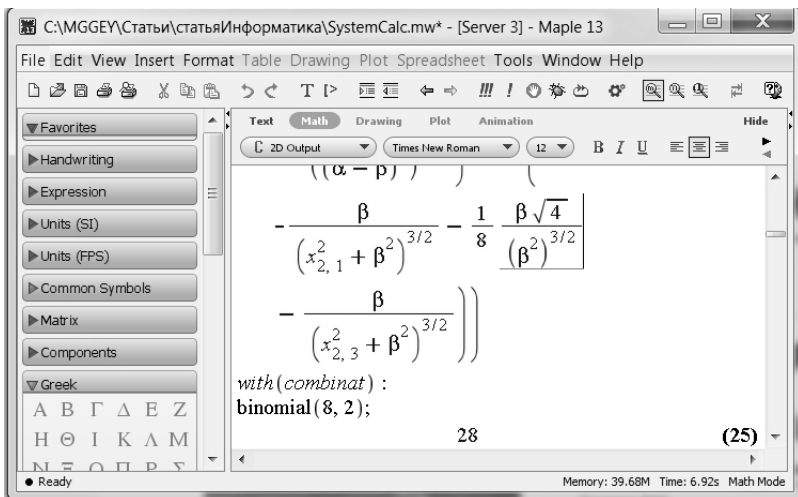 C:\MGGEY\Статьи\статьяИнформатика\SystemCalc.mw* - [Server 3] - Maple 13
File Edit View Insert Format Table Drawing Plot Spreadsheet Tools Window Help
Text Math Drawing Plot Animation Hide
C 2D Output Times New Roman 12 B I U
Favorites
Handwriting
Expression
Units (SI)
Units (FPS)
Common Symbols
Matrix
Components
Greek
Α Β Γ Δ Ε Ζ
Η Θ Ι Κ Λ Μ
Ν Ξ Ο Π Ρ Σ
((α − β) ) ) (
- β / (x_{2, 1}^2 + β^2)^{3/2} − 1/8 β √4 / (β^2)^{3/2}
− β / (x_{2, 3}^2 + β^2)^{3/2} ))
with(combinat) :
binomial(8, 2);
28 (25)
Ready Memory: 39.68M Time: 6.92s Math Mode